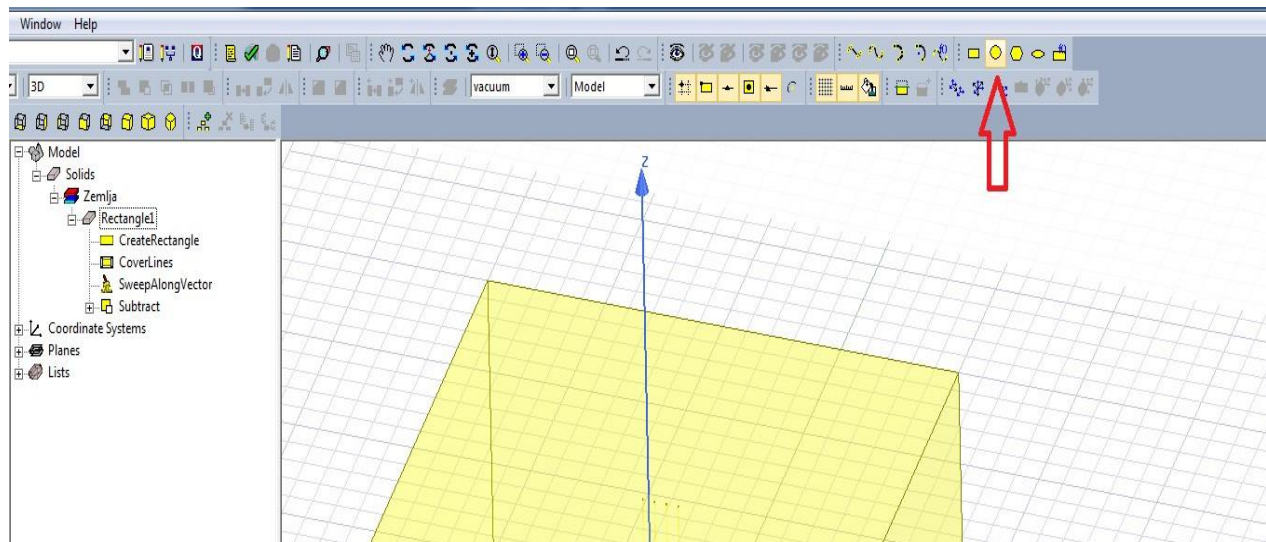 Window Help
3D vacuum Model
Model
Solids
Zemlja
Rectangle1
CreateRectangle
CoverLines
SweepAlongVector
Subtract
Coordinate Systems
Planes
Lists
Z